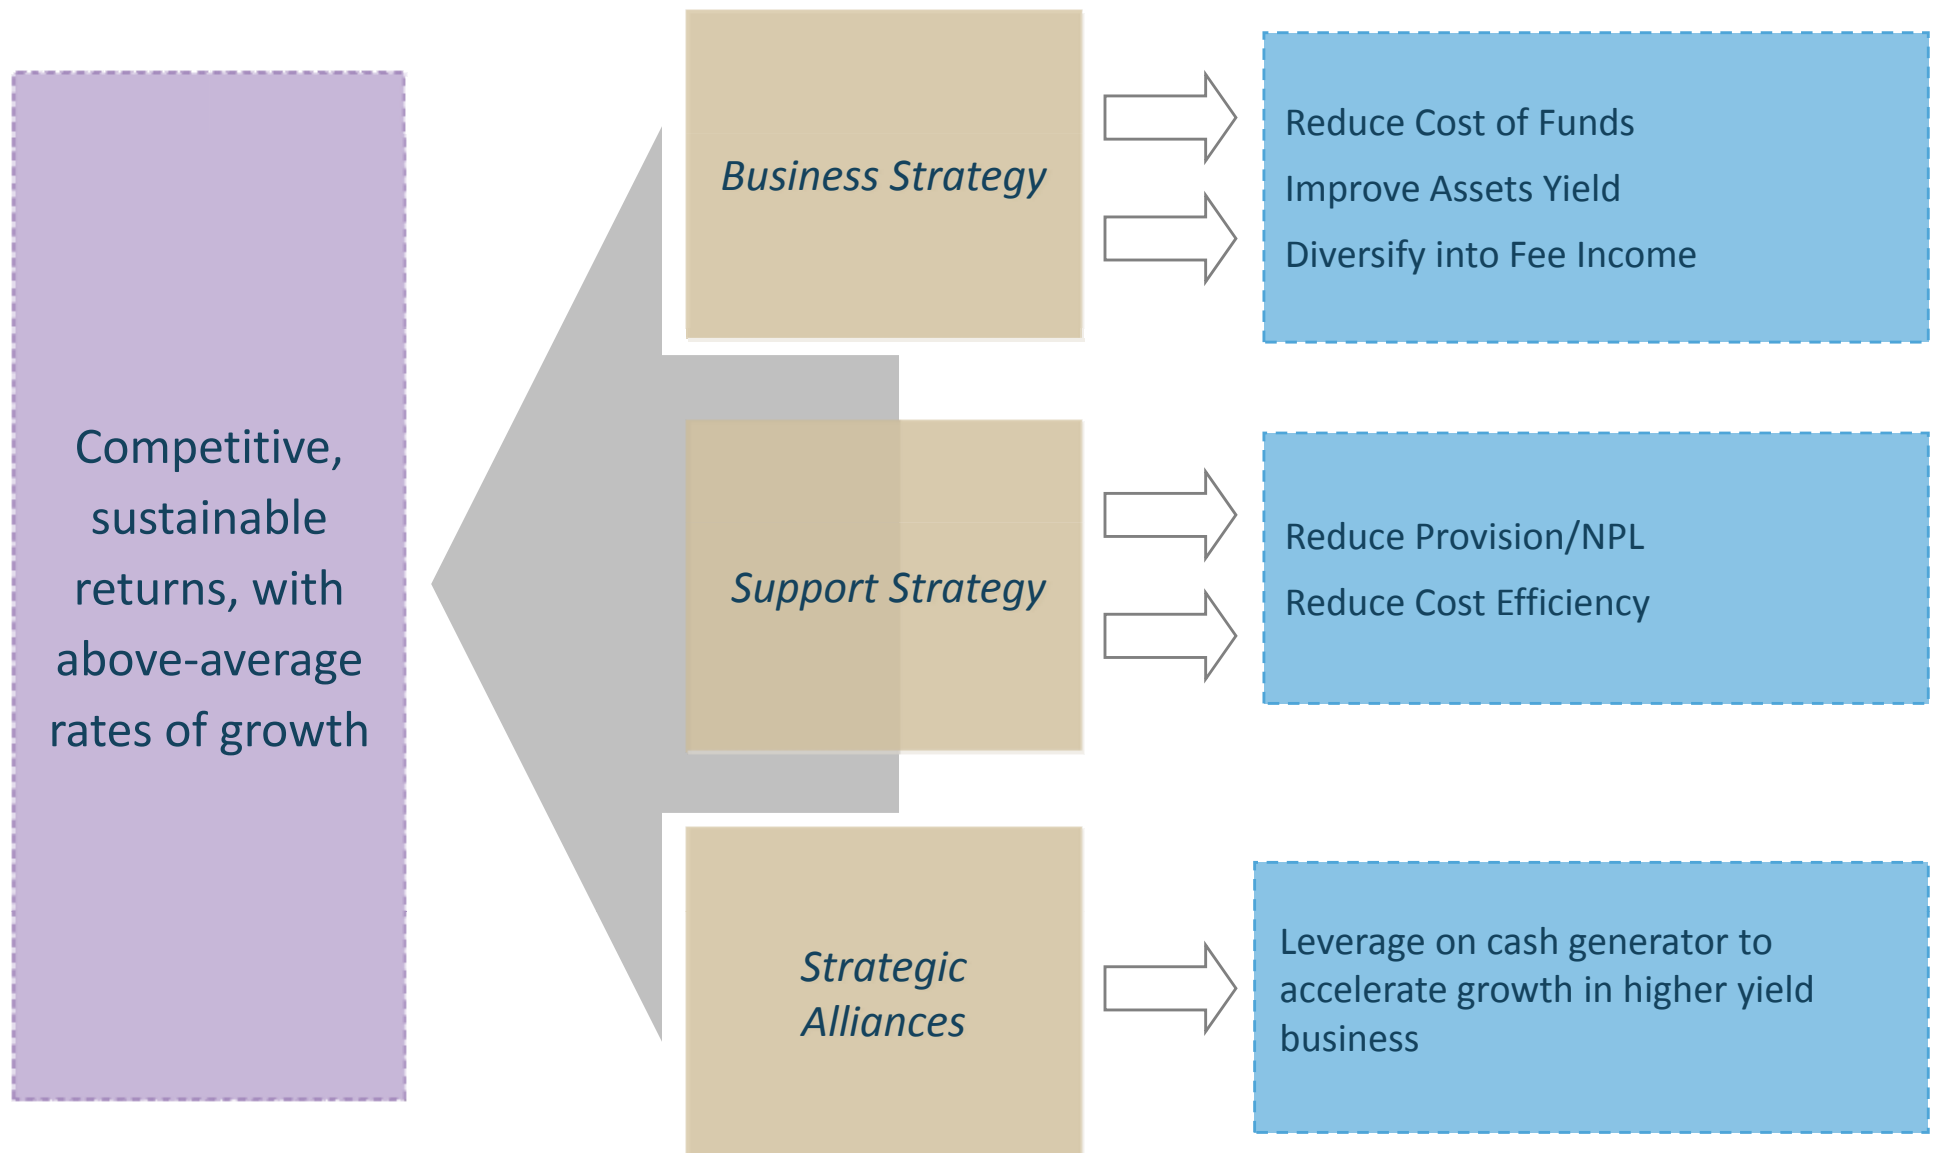 Competitive,
sustainable
returns, with
above-average
rates of growth
Business Strategy
Reduce Cost of Funds
Improve Assets Yield
Diversify into Fee Income
Support Strategy
Reduce Provision/NPL
Reduce Cost Efficiency
Strategic
Alliances
Leverage on cash generator to
accelerate growth in higher yield
business